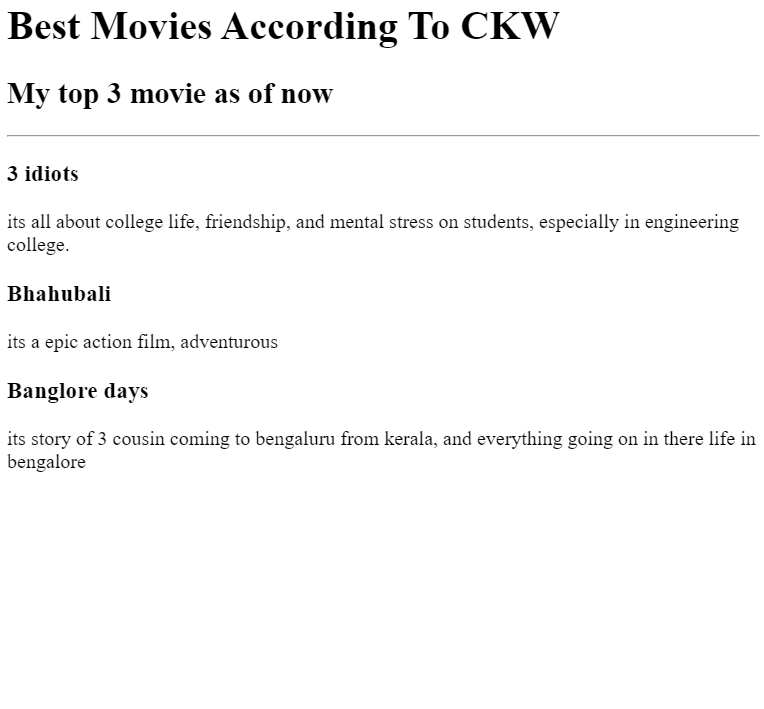 Best Movies According To CKW
My top 3 movie as of now
3 idiots
its all about college life, friendship, and mental stress on students, especially in engineering
college.
Bhahubali
its a epic action film, adventurous
Banglore days
its story of 3 cousin coming to bengaluru from kerala, and everything going on in there life in
bengalore